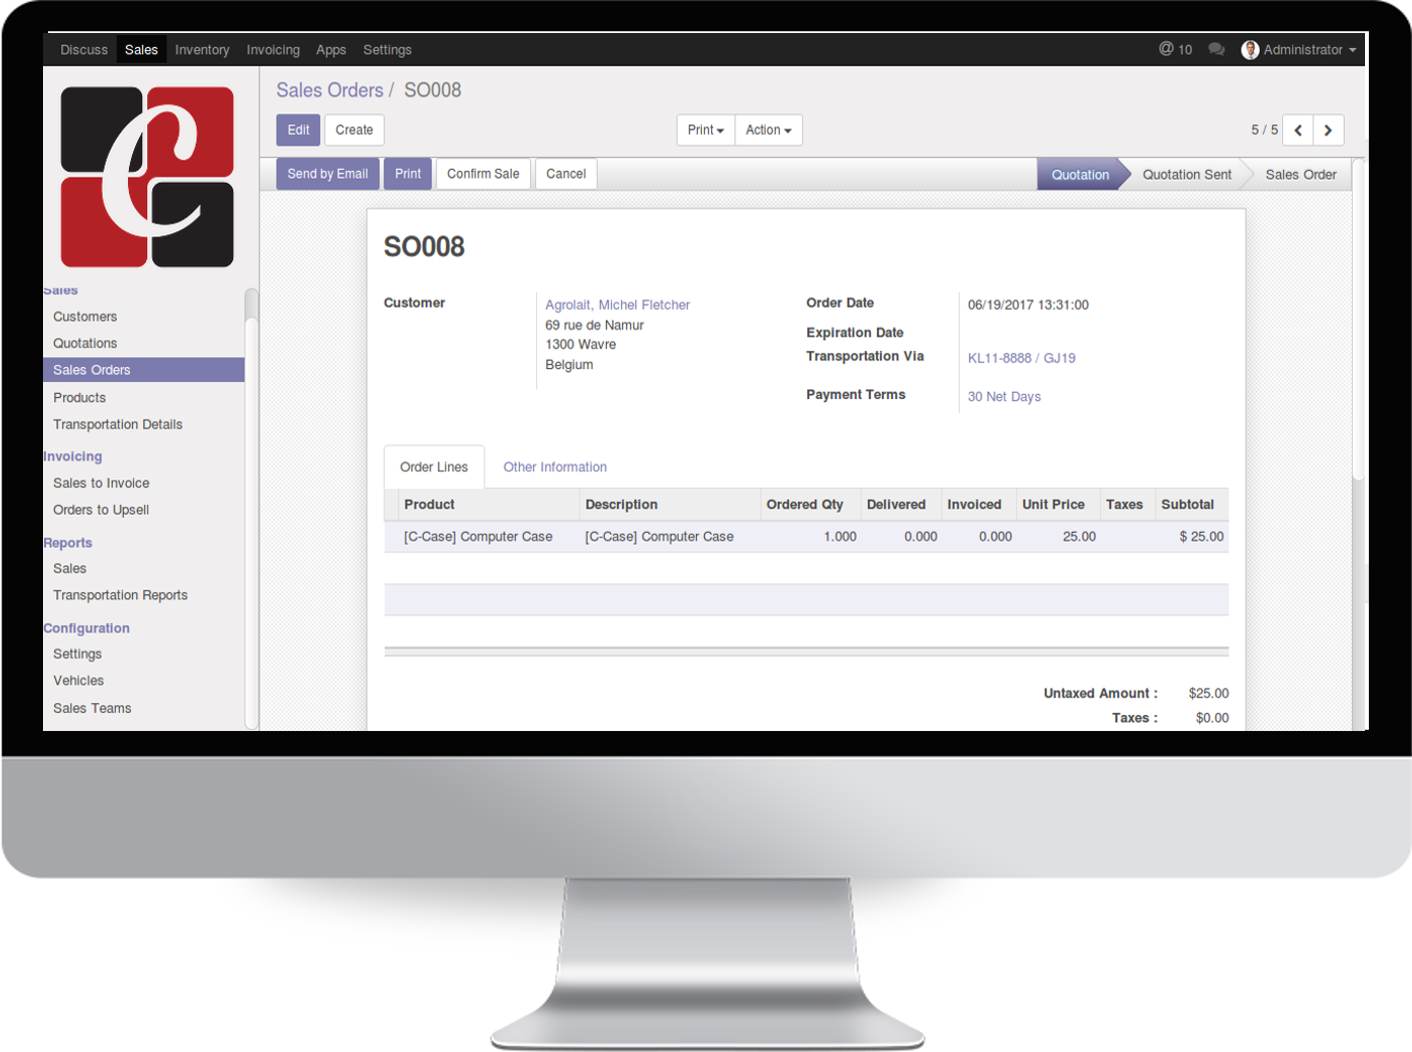 Discuss Sales Inventory Invoicing Apps Settings @ 10 Administrator
Sales Orders / SO008
Edit Create Print Action 5 / 5
Send by Email Print Confirm Sale Cancel Quotation Quotation Sent Sales Order
C
SO008
Sales
Customers
Quotations
Sales Orders
Products
Transportation Details
Invoicing
Sales to Invoice
Orders to Upsell
Reports
Sales
Transportation Reports
Configuration
Settings
Vehicles
Sales Teams
Customer
Agrolait, Michel Fletcher
69 rue de Namur
1300 Wavre
Belgium
Order Date 06/19/2017 13:31:00
Expiration Date
Transportation Via KL11-8888 / GJ19
Payment Terms 30 Net Days
Order Lines Other Information
Product Description Ordered Qty Delivered Invoiced Unit Price Taxes Subtotal
[C-Case] Computer Case [C-Case] Computer Case 1.000 0.000 0.000 25.00 $ 25.00
Untaxed Amount : $25.00
Taxes : $0.00